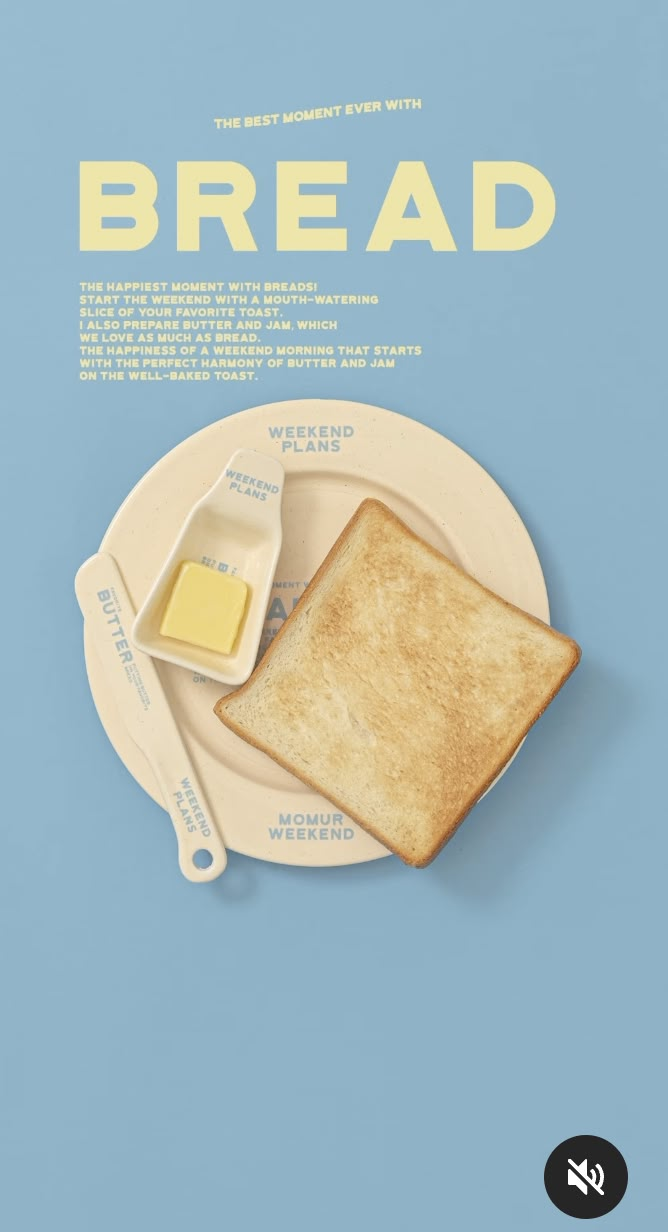 THE BEST MOMENT EVER WITH
BREAD
THE HAPPIEST MOMENT WITH BREADS!
START THE WEEKEND WITH A MOUTH-WATERING
SLICE OF YOUR FAVORITE TOAST.
I ALSO PREPARE BUTTER AND JAM, WHICH
WE LOVE AS MUCH AS BREAD.
THE HAPPINESS OF A WEEKEND MORNING THAT STARTS
WITH THE PERFECT HARMONY OF BUTTER AND JAM
ON THE WELL-BAKED TOAST.
WEEKEND
PLANS
WEEKEND
PLANS
BUTTER
WEEKEND
PLANS
MOMUR
WEEKEND